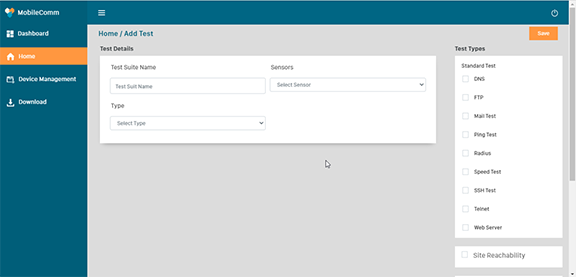 MobileComm
Dashboard
Home
Device Management
Download
Home / Add Test
Save
Test Details
Test Suite Name
Test Suit Name
Sensors
Select Sensor
Type
Select Type
Test Types
Standard Test
DNS
FTP
Mail Test
Ping Test
Radius
Speed Test
SSH Test
Telnet
Web Server
Site Reachability